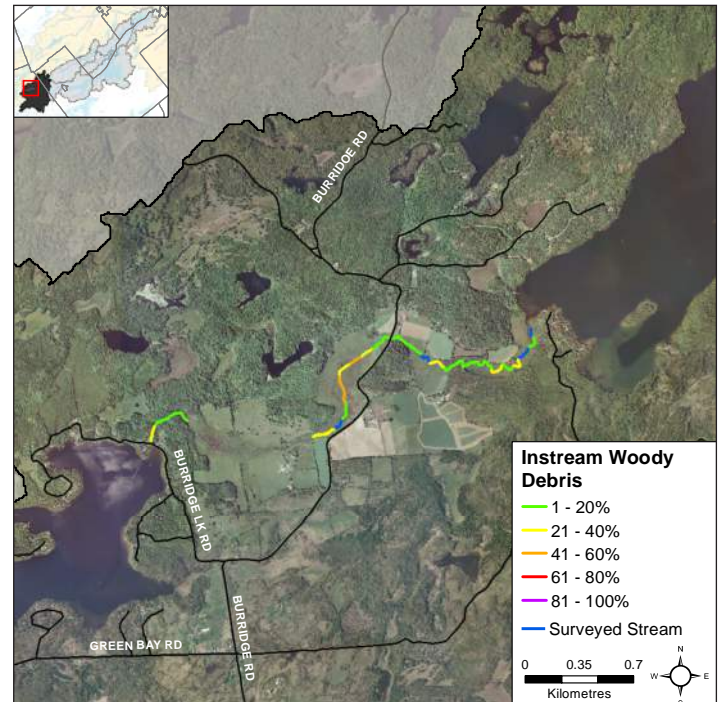 BURRIDGE RD
BURRIDGE LK RD
BURRIDGE RD
GREEN BAY RD
Instream Woody
Debris
1 - 20%
21 - 40%
41 - 60%
61 - 80%
81 - 100%
Surveyed Stream
0 0.35 0.7
Kilometres
N
W E
S